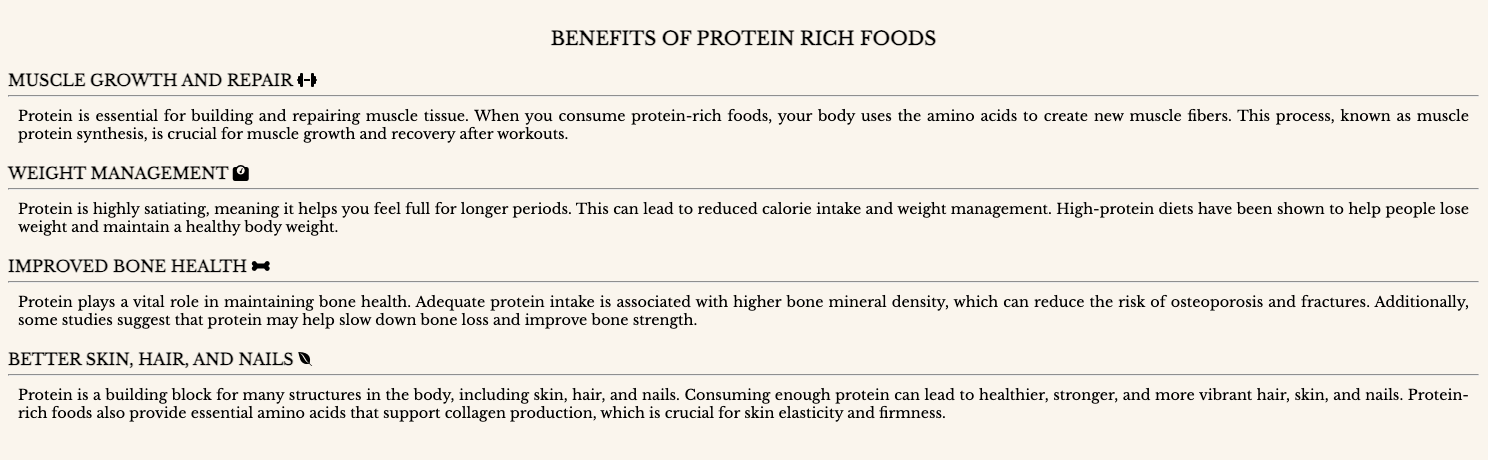 BENEFITS OF PROTEIN RICH FOODS
MUSCLE GROWTH AND REPAIR
Protein is essential for building and repairing muscle tissue. When you consume protein-rich foods, your body uses the amino acids to create new muscle fibers. This process, known as muscle
protein synthesis, is crucial for muscle growth and recovery after workouts.
WEIGHT MANAGEMENT
Protein is highly satiating, meaning it helps you feel full for longer periods. This can lead to reduced calorie intake and weight management. High-protein diets have been shown to help people lose
weight and maintain a healthy body weight.
IMPROVED BONE HEALTH
Protein plays a vital role in maintaining bone health. Adequate protein intake is associated with higher bone mineral density, which can reduce the risk of osteoporosis and fractures. Additionally,
some studies suggest that protein may help slow down bone loss and improve bone strength.
BETTER SKIN, HAIR, AND NAILS
Protein is a building block for many structures in the body, including skin, hair, and nails. Consuming enough protein can lead to healthier, stronger, and more vibrant hair, skin, and nails. Protein-
rich foods also provide essential amino acids that support collagen production, which is crucial for skin elasticity and firmness.